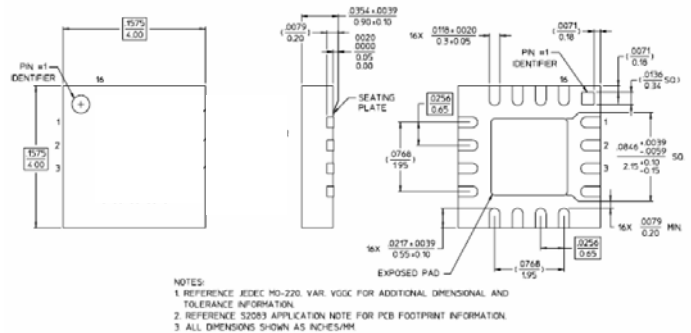 .1575
4.00
PIN #1
IDENTIFIER
16
1
2
3
.1575
4.00
.0354 ±.0039
0.90±0.10
(.0079
0.20)
.0020
.0000
0.05
0.00
SEATING
PLATE
16X .0118±.0020
0.3±0.05
(.0071
0.18)
PIN #1
IDENTIFIER
16
(.0071
0.18)
(.0136
0.34 SQ.)
.0256
0.65
(.0768
1.95)
1
2
3
.0846 +.0039
-.0059
2.15 +0.10
-0.15 SQ
16X .0217±.0039
0.55±0.10
EXPOSED PAD
(.0768
1.95)
.0256
0.65
16X .0079
0.20 MIN.
NOTES:
1. REFERENCE JEDEC MO-220, VAR. VGGC FOR ADDITIONAL DIMENSIONAL AND
TOLERANCE INFORMATION.
2. REFERENCE S2083 APPLICATION NOTE FOR PCB FOOTPRINT INFORMATION.
3 ALL DIMENSIONS SHOWN AS INCHES/MM